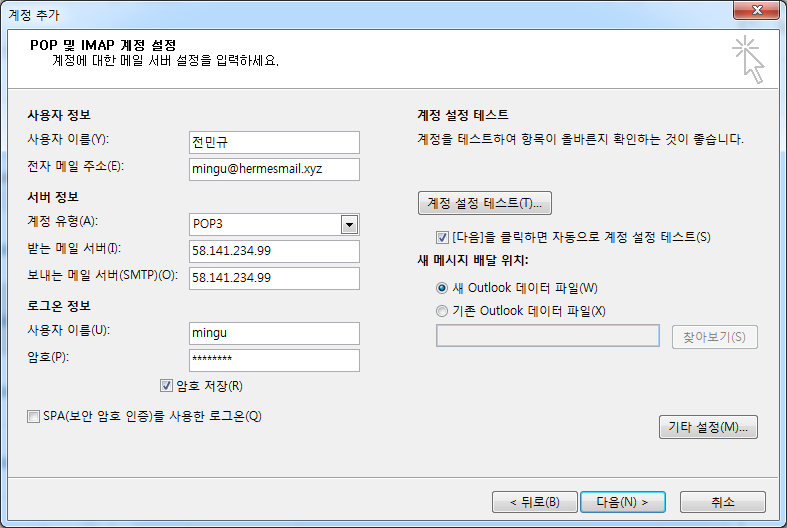 계정 추가
POP 및 IMAP 계정 설정
계정에 대한 메일 서버 설정을 입력하세요.
사용자 정보
사용자 이름(Y):
전민규
전자 메일 주소(E):
mingu@hermesmail.xyz
서버 정보
계정 유형(A):
POP3
받는 메일 서버(I):
58.141.234.99
보내는 메일 서버(SMTP)(O):
58.141.234.99
로그온 정보
사용자 이름(U):
mingu
암호(P):
********
암호 저장(R)
SPA(보안 암호 인증)를 사용한 로그온(Q)
계정 설정 테스트
계정을 테스트하여 항목이 올바른지 확인하는 것이 좋습니다.
계정 설정 테스트(T)...
[다음]을 클릭하면 자동으로 계정 설정 테스트(S)
새 메시지 배달 위치:
새 Outlook 데이터 파일(W)
기존 Outlook 데이터 파일(X)
찾아보기(S)
기타 설정(M)...
< 뒤로(B)
다음(N) >
취소